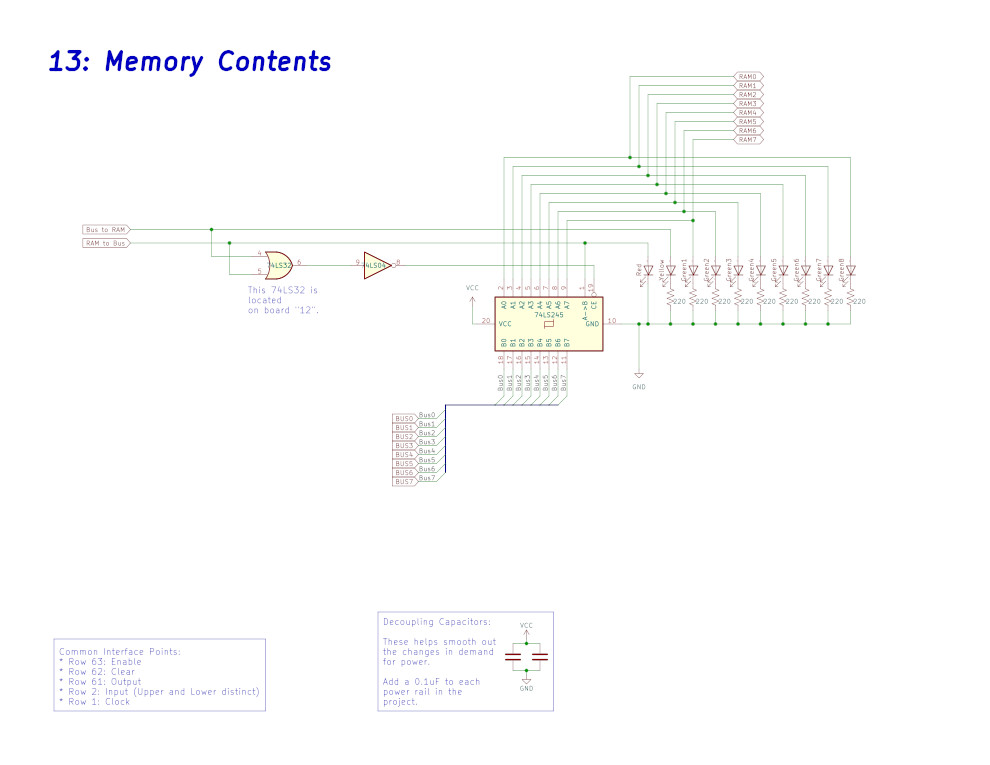 13: Memory Contents
RAM0
RAM1
RAM2
RAM3
RAM4
RAM5
RAM6
RAM7
Bus to RAM
RAM to Bus
4
5
74LS32
6
9
74LS04
8
This 74LS32 is
located
on board "12".
VCC
2 3 4 5 6 7 8 9 1 19
A0 A1 A2 A3 A4 A5 A6 A7 A->B CE
74LS245
20 VCC GND 10
B0 B1 B2 B3 B4 B5 B6 B7
18 17 16 15 14 13 12 11
Bus0 Bus1 Bus2 Bus3 Bus4 Bus5 Bus6 Bus7
Red Yellow Green1 Green2 Green3 Green4 Green5 Green6 Green7 Green8
220 220 220 220 220 220 220 220 220
GND
BUS0 Bus0
BUS1 Bus1
BUS2 Bus2
BUS3 Bus3
BUS4 Bus4
BUS5 Bus5
BUS6 Bus6
BUS7 Bus7
Common Interface Points:
* Row 63: Enable
* Row 62: Clear
* Row 61: Output
* Row 2: Input (Upper and Lower distinct)
* Row 1: Clock
Decoupling Capacitors:
These helps smooth out
the changes in demand
for power.
Add a 0.1uF to each
power rail in the
project.
VCC
GND